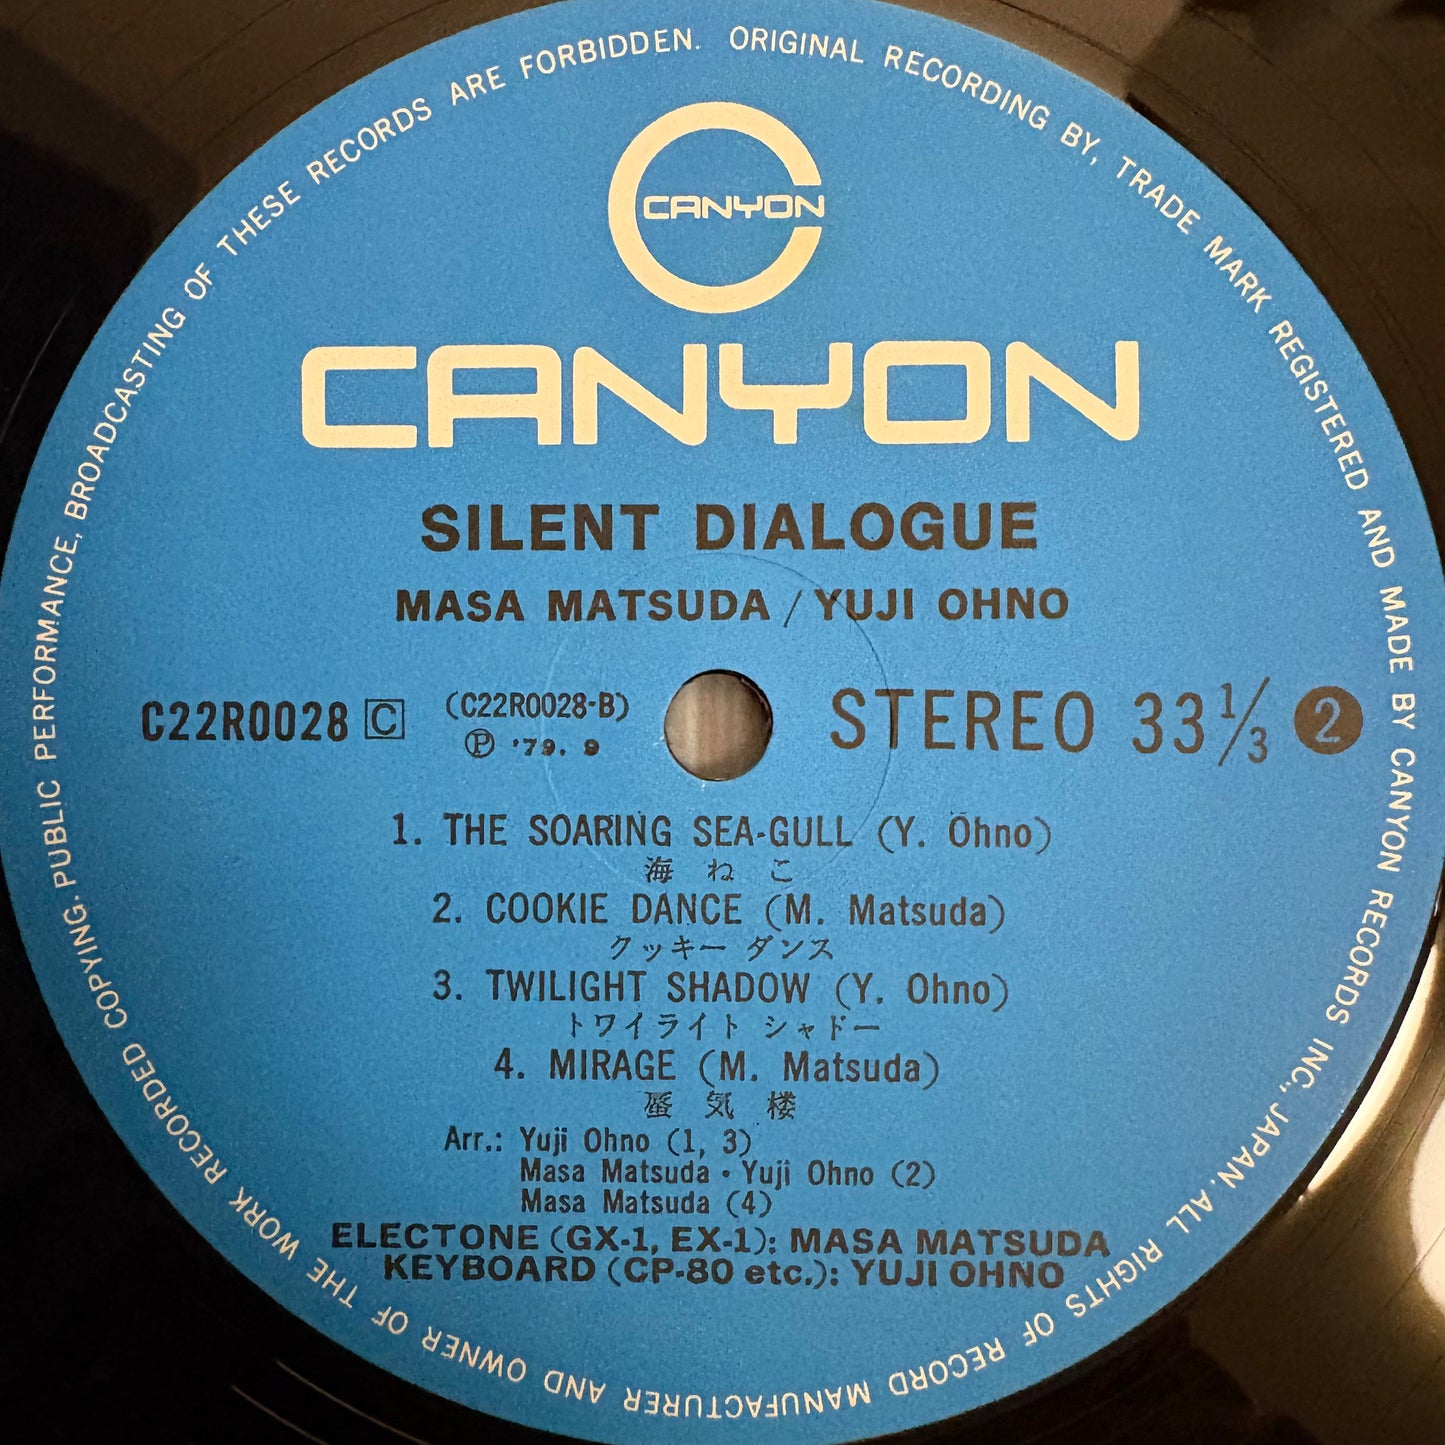 ORIGINAL RECORDING BY, TRADE MARK REGISTERED AND MADE BY CANYON RECORDS INC., JAPAN. ALL RIGHTS OF RECORD MANUFACTURER AND OWNER OF THE WORK RECORDED COPYING·PUBLIC PERFORMANCE, BROADCASTING OF THESE RECORDS ARE FORBIDDEN.
CANYON
CANYON
SILENT DIALOGUE
MASA MATSUDA / YUJI OHNO
C22R0028 C (C22R0028-B) STEREO 33 1/3 2
Ⓟ '79. 9
1. THE SOARING SEA-GULL (Y. Ohno)
海ねこ
2. COOKIE DANCE (M. Matsuda)
クッキー ダンス
3. TWILIGHT SHADOW (Y. Ohno)
トワイライト シャドー
4. MIRAGE (M. Matsuda)
蜃気楼
Arr.: Yuji Ohno (1, 3)
Masa Matsuda・Yuji Ohno (2)
Masa Matsuda (4)
ELECTONE (GX-1, EX-1): MASA MATSUDA
KEYBOARD (CP-80 etc.): YUJI OHNO